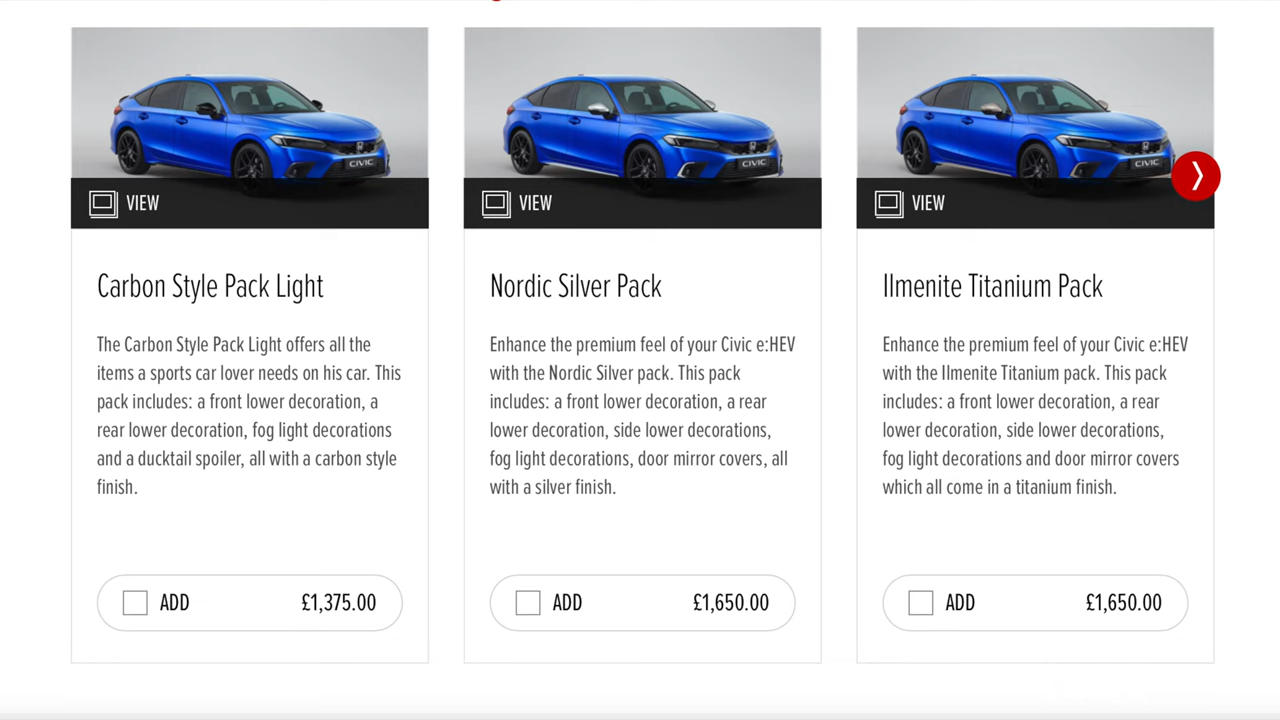 CIVIC
CIVIC
CIVIC
VIEW
VIEW
VIEW
Carbon Style Pack Light
The Carbon Style Pack Light offers all the
items a sports car lover needs on his car. This
pack includes: a front lower decoration, a
rear lower decoration, fog light decorations
and a ducktail spoiler, all with a carbon style
finish.
ADD £1,375.00
Nordic Silver Pack
Enhance the premium feel of your Civic e:HEV
with the Nordic Silver pack. This pack
includes: a front lower decoration, a rear
lower decoration, side lower decorations,
fog light decorations, door mirror covers, all
with a silver finish.
ADD £1,650.00
Ilmenite Titanium Pack
Enhance the premium feel of your Civic e:HEV
with the Ilmenite Titanium pack. This pack
includes: a front lower decoration, a rear
lower decoration, side lower decorations,
fog light decorations and door mirror covers
which all come in a titanium finish.
ADD £1,650.00